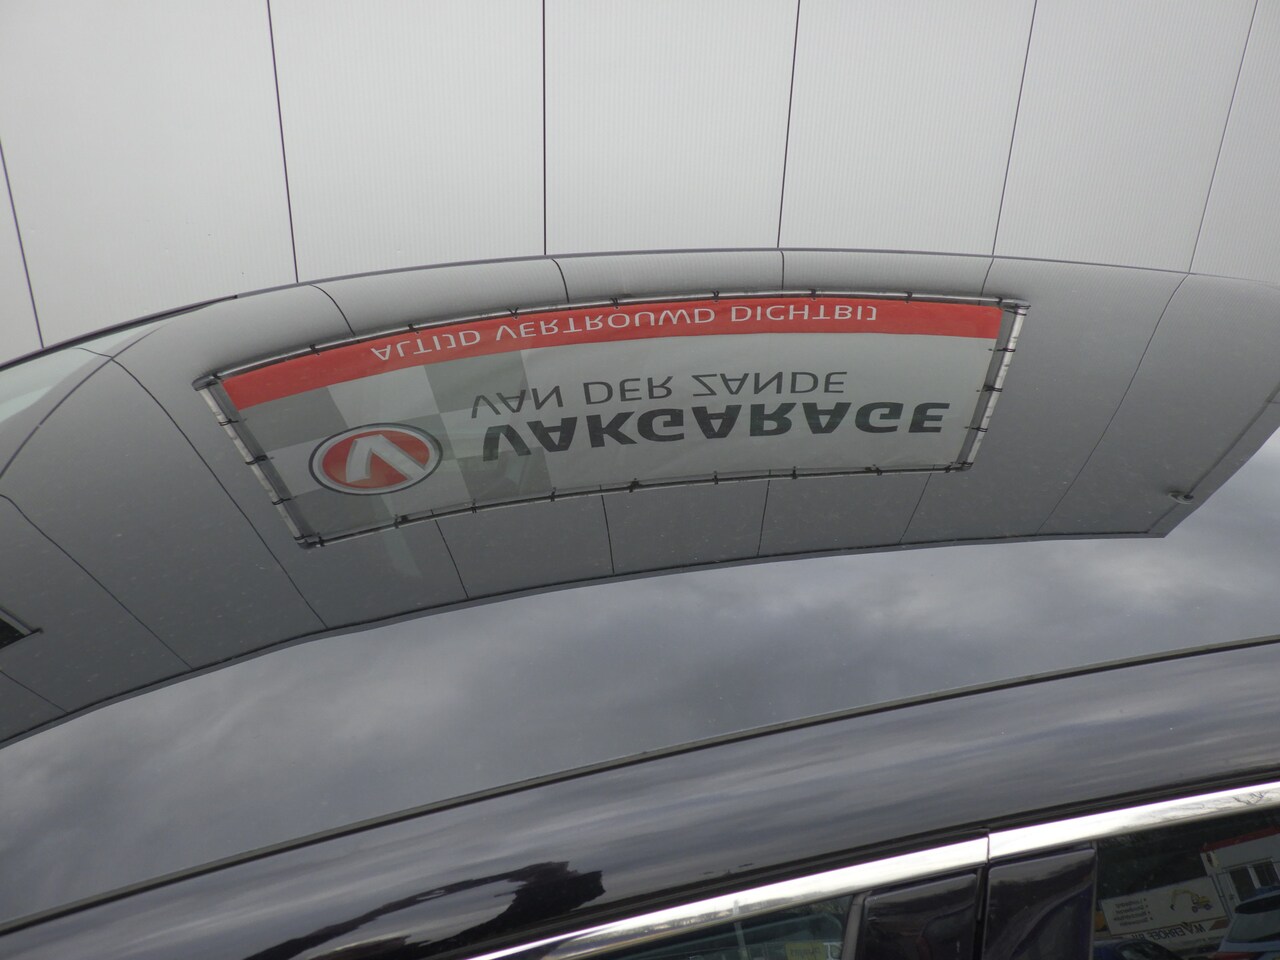 VAKGARAGE
VAN DER ZANDE
ALTIJD VERTROUWD DICHTBIJ